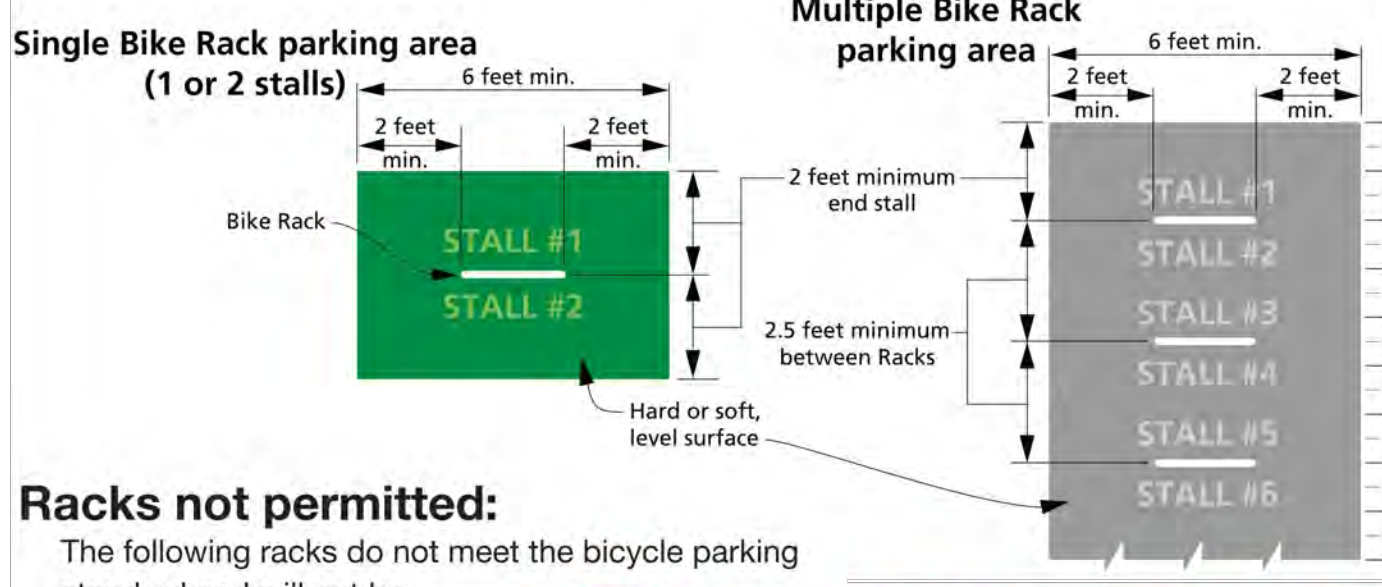 Single Bike Rack parking area
(1 or 2 stalls)
6 feet min.
2 feet
min.
2 feet
min.
Bike Rack
STALL #1
STALL #2
Multiple Bike Rack
parking area
6 feet min.
2 feet
min.
2 feet
min.
2 feet minimum
end stall
2.5 feet minimum
between Racks
Hard or soft,
level surface
STALL #1
STALL #2
STALL #3
STALL #4
STALL #5
STALL #6
Racks not permitted:
The following racks do not meet the bicycle parking